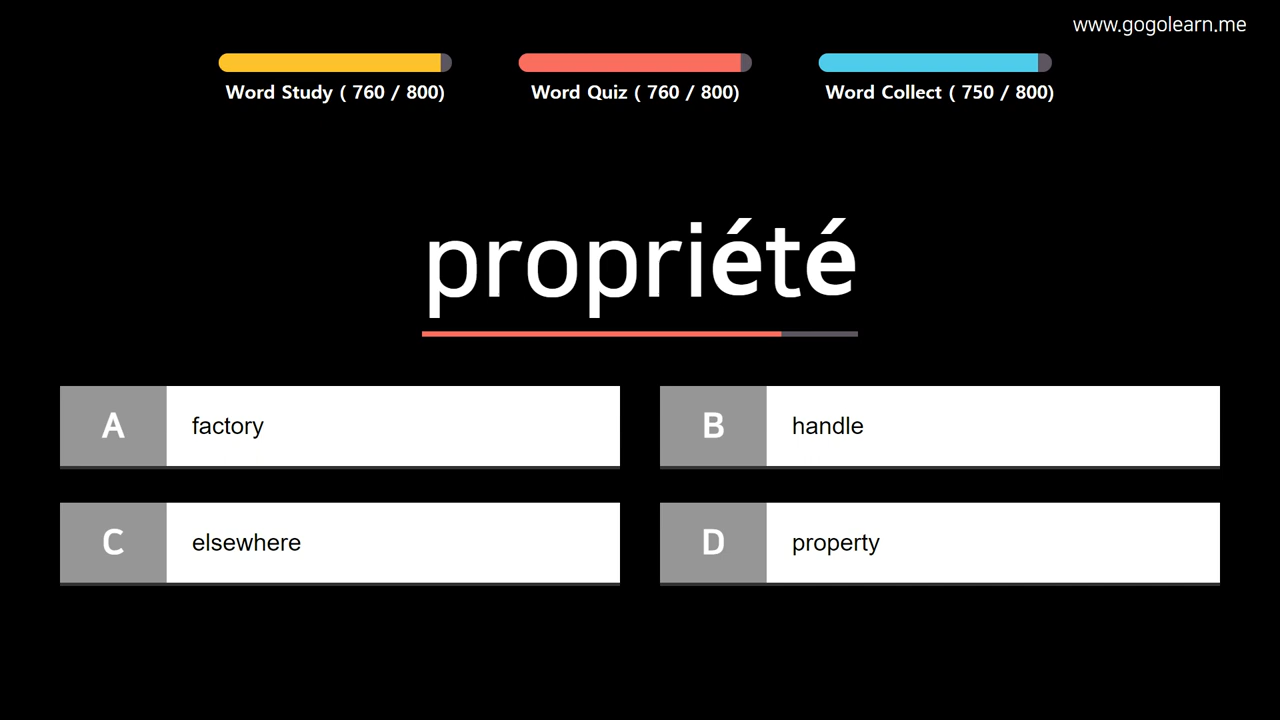 www.gogolearn.me
Word Study ( 760 / 800)
Word Quiz ( 760 / 800)
Word Collect ( 750 / 800)
propriété
A factory
B handle
C elsewhere
D property